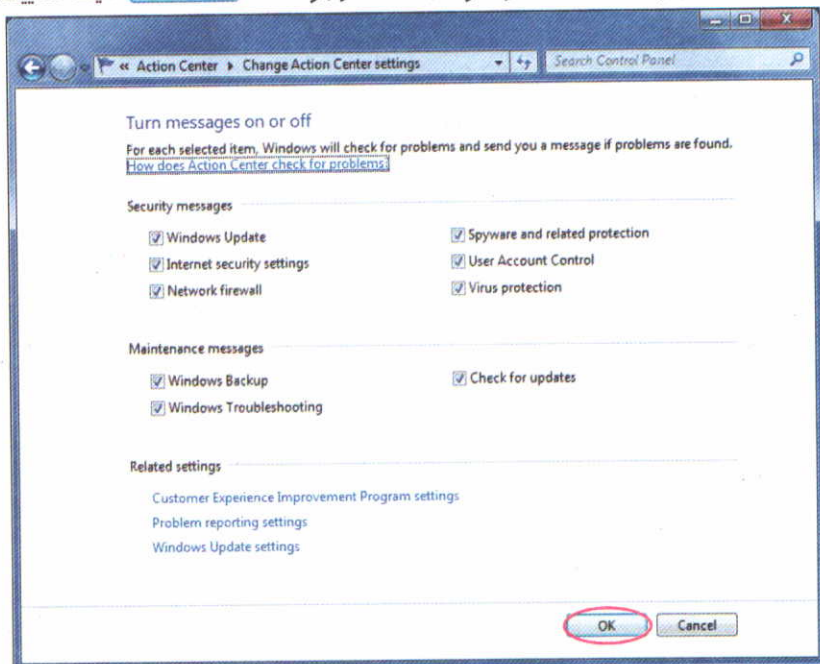 « Action Center ▸ Change Action Center settings
Search Control Panel
Turn messages on or off
For each selected item, Windows will check for problems and send you a message if problems are found.
How does Action Center check for problems?
Security messages
Windows Update
Spyware and related protection
Internet security settings
User Account Control
Network firewall
Virus protection
Maintenance messages
Windows Backup
Check for updates
Windows Troubleshooting
Related settings
Customer Experience Improvement Program settings
Problem reporting settings
Windows Update settings
OK
Cancel